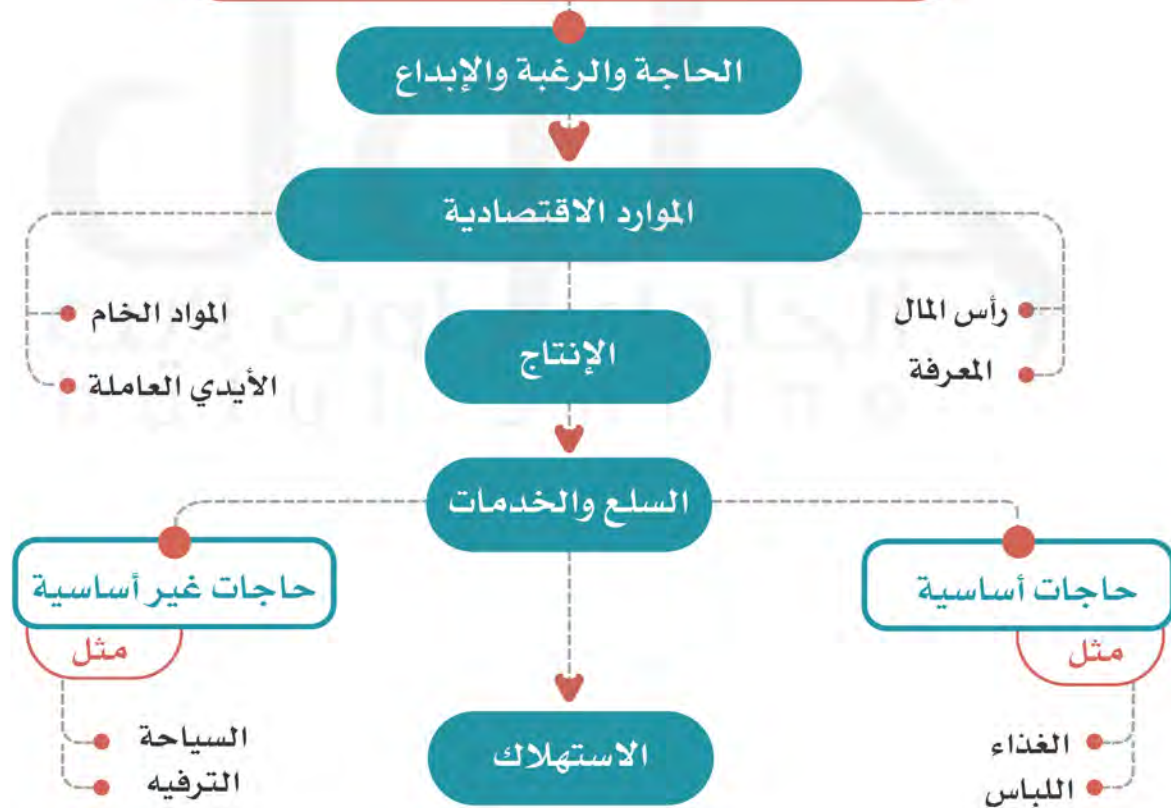 الحاجة والرغبة والإبداع
الموارد الاقتصادية
رأس المال
المعرفة
المواد الخام
الأيدي العاملة
الإنتاج
السلع والخدمات
حاجات أساسية
مثل
الغذاء
اللباس
حاجات غير أساسية
مثل
السياحة
الترفيه
الاستهلاك